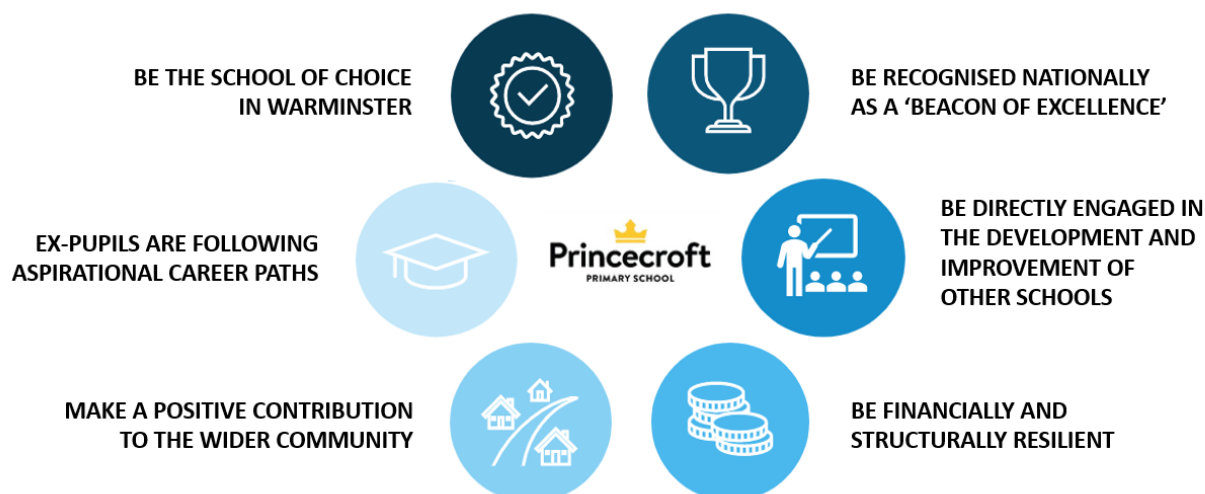 BE THE SCHOOL OF CHOICE
IN WARMINSTER
BE RECOGNISED NATIONALLY
AS A ‘BEACON OF EXCELLENCE’
EX-PUPILS ARE FOLLOWING
ASPIRATIONAL CAREER PATHS
Princecroft
PRIMARY SCHOOL
BE DIRECTLY ENGAGED IN
THE DEVELOPMENT AND
IMPROVEMENT OF
OTHER SCHOOLS
MAKE A POSITIVE CONTRIBUTION
TO THE WIDER COMMUNITY
BE FINANCIALLY AND
STRUCTURALLY RESILIENT